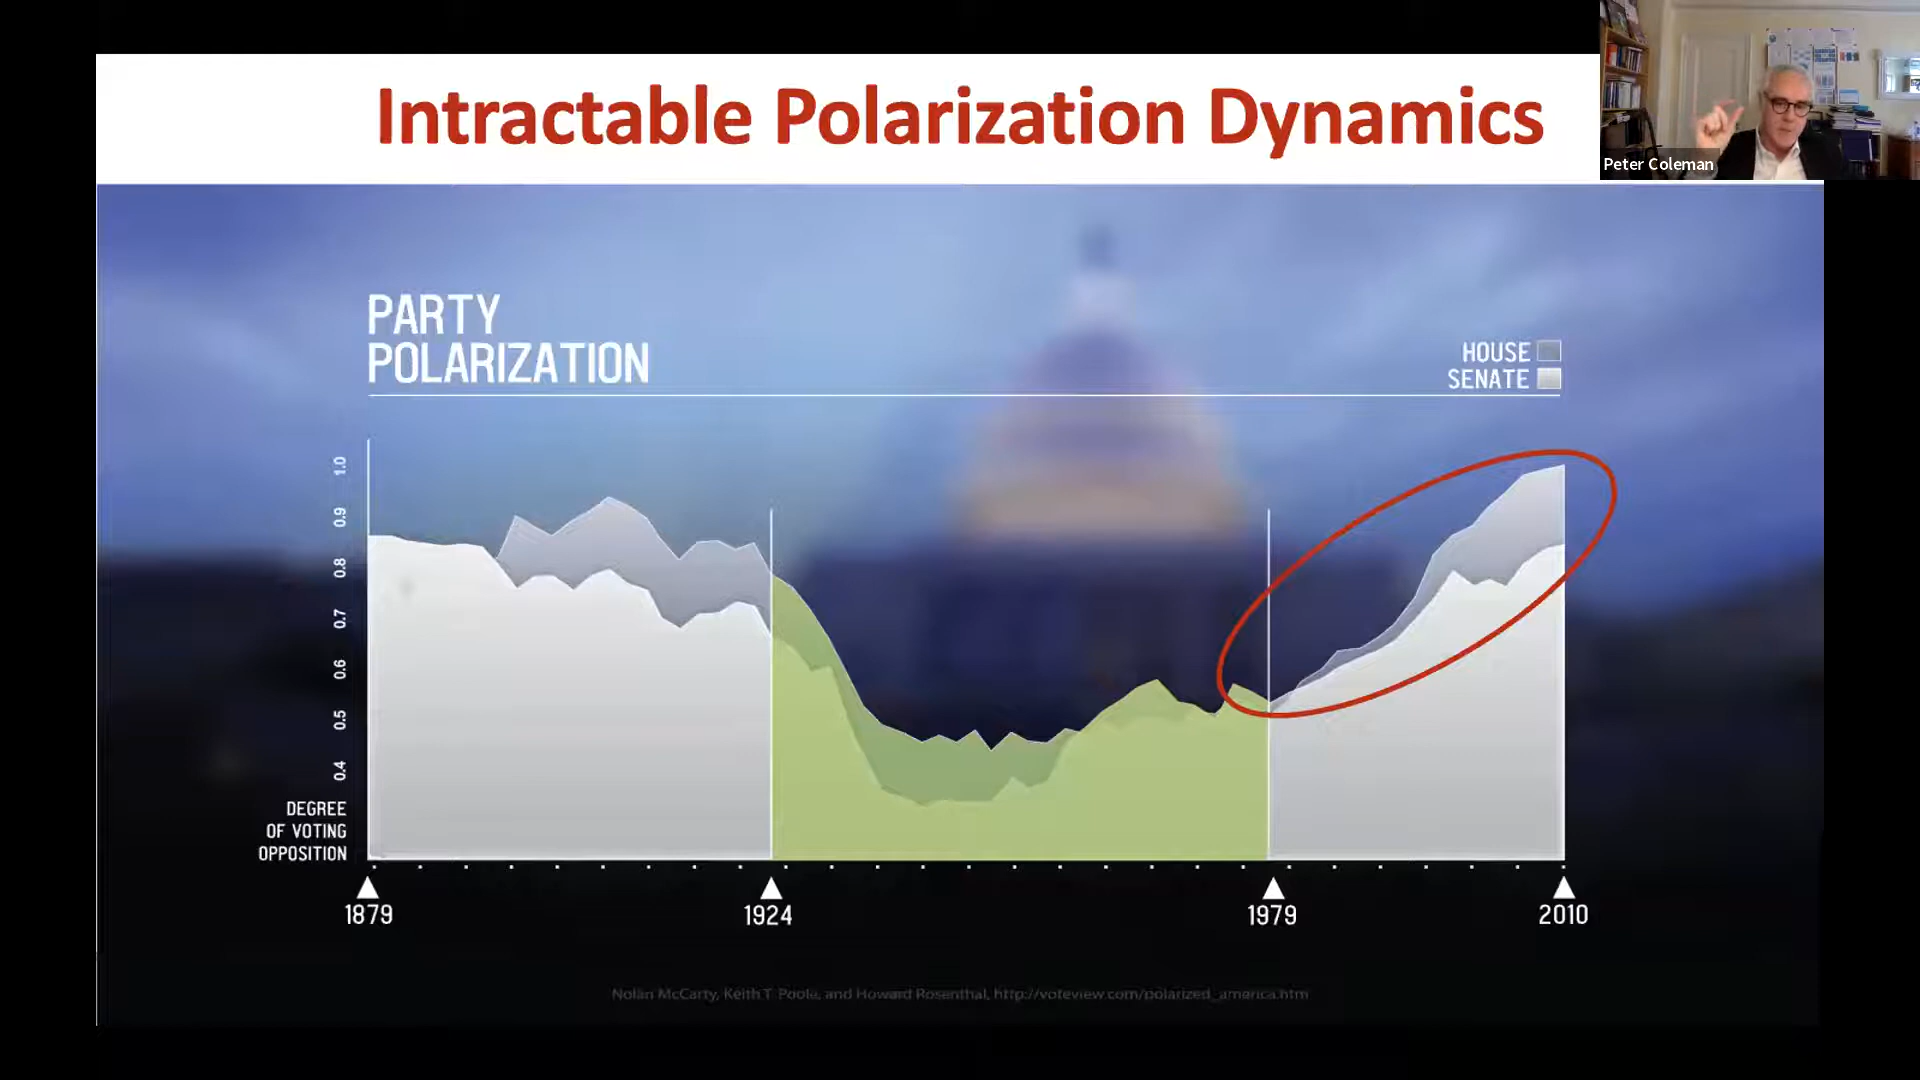 Intractable Polarization Dynamics
Peter Coleman
PARTY
POLARIZATION
HOUSE
SENATE
1.0
0.9
0.8
0.7
0.6
0.5
0.4
DEGREE
OF VOTING
OPPOSITION
1879
1924
1979
2010
Nolan McCarty, Keith T. Poole, and Howard Rosenthal, http://voteview.com/polarized_america.htm